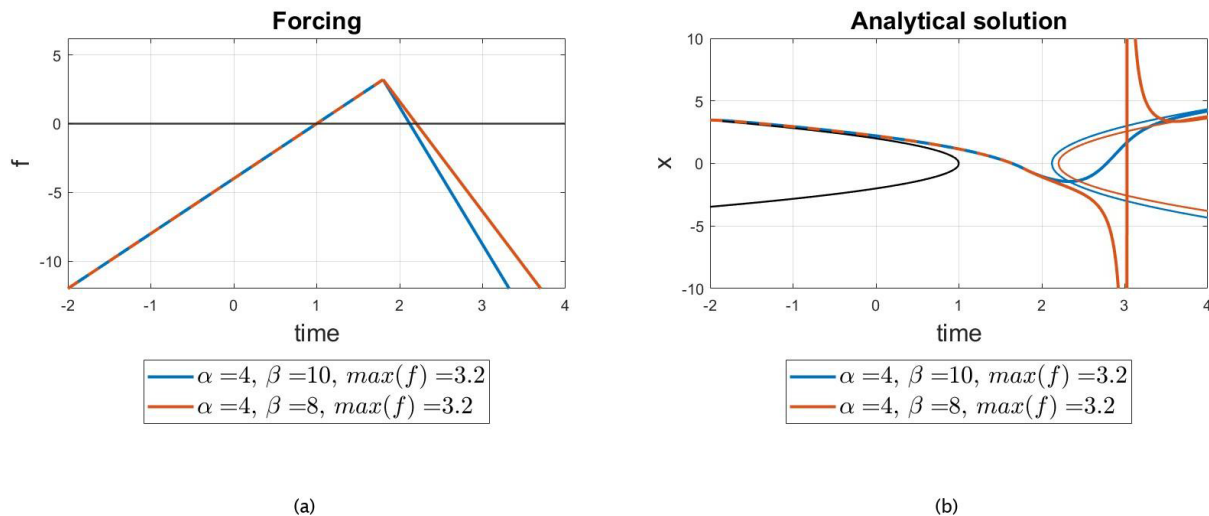 Forcing
5
0
-5
-10
f
-2
-1
0
1
2
3
4
time
α =4, β =10, max(f) =3.2
α =4, β =8, max(f) =3.2
(a)
Analytical solution
10
5
0
-5
-10
x
-2
-1
0
1
2
3
4
time
α =4, β =10, max(f) =3.2
α =4, β =8, max(f) =3.2
(b)